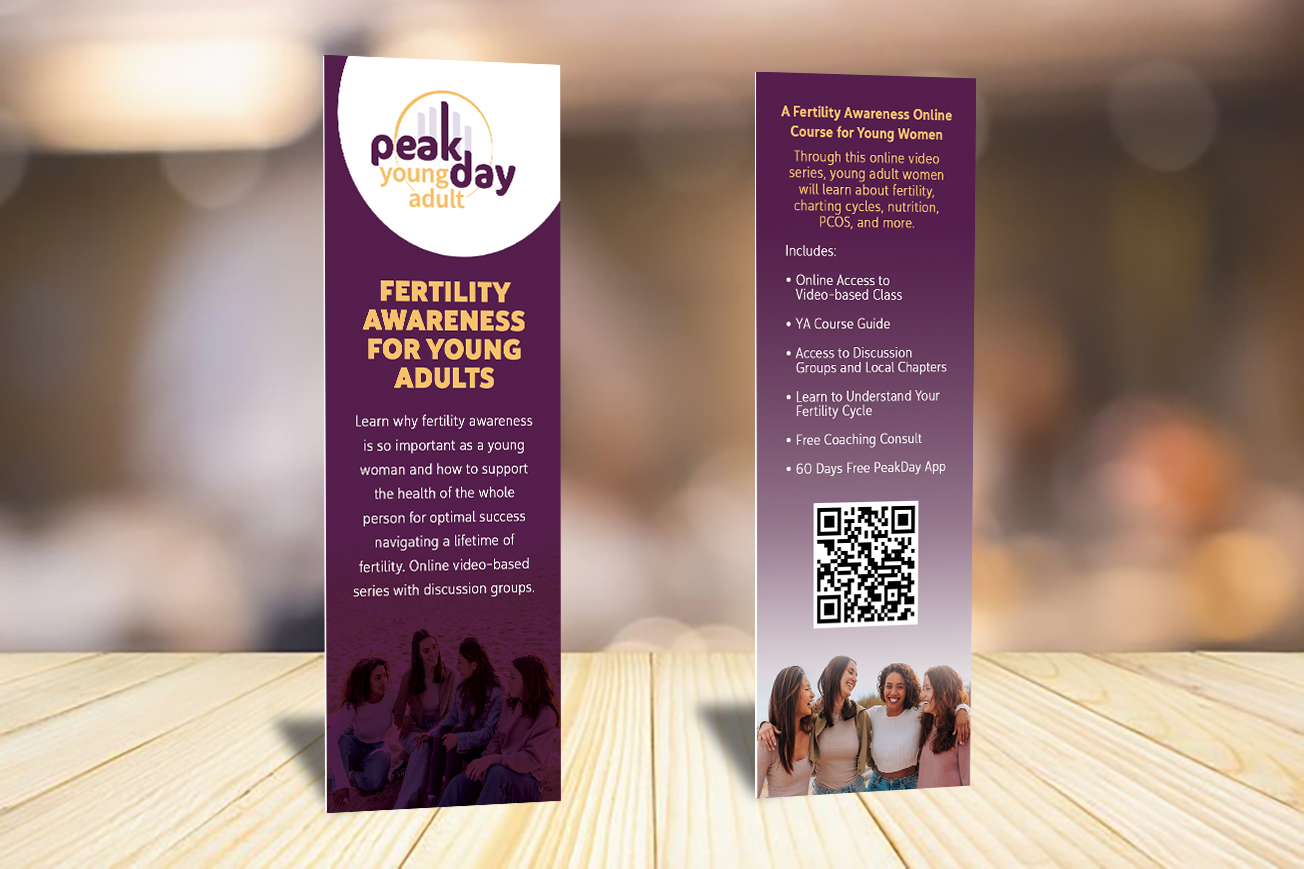 peak
young day
adult
FERTILITY
AWARENESS
FOR YOUNG
ADULTS
Learn why fertility awareness
is so important as a young
woman and how to support
the health of the whole
person for optimal success
navigating a lifetime of
fertility. Online video-based
series with discussion groups.
A Fertility Awareness Online
Course for Young Women
Through this online video
series, young adult women
will learn about fertility,
charting cycles, nutrition,
PCOS, and more.
Includes:
• Online Access to
Video-based Class
• YA Course Guide
• Access to Discussion
Groups and Local Chapters
• Learn to Understand Your
Fertility Cycle
• Free Coaching Consult
• 60 Days Free PeakDay App